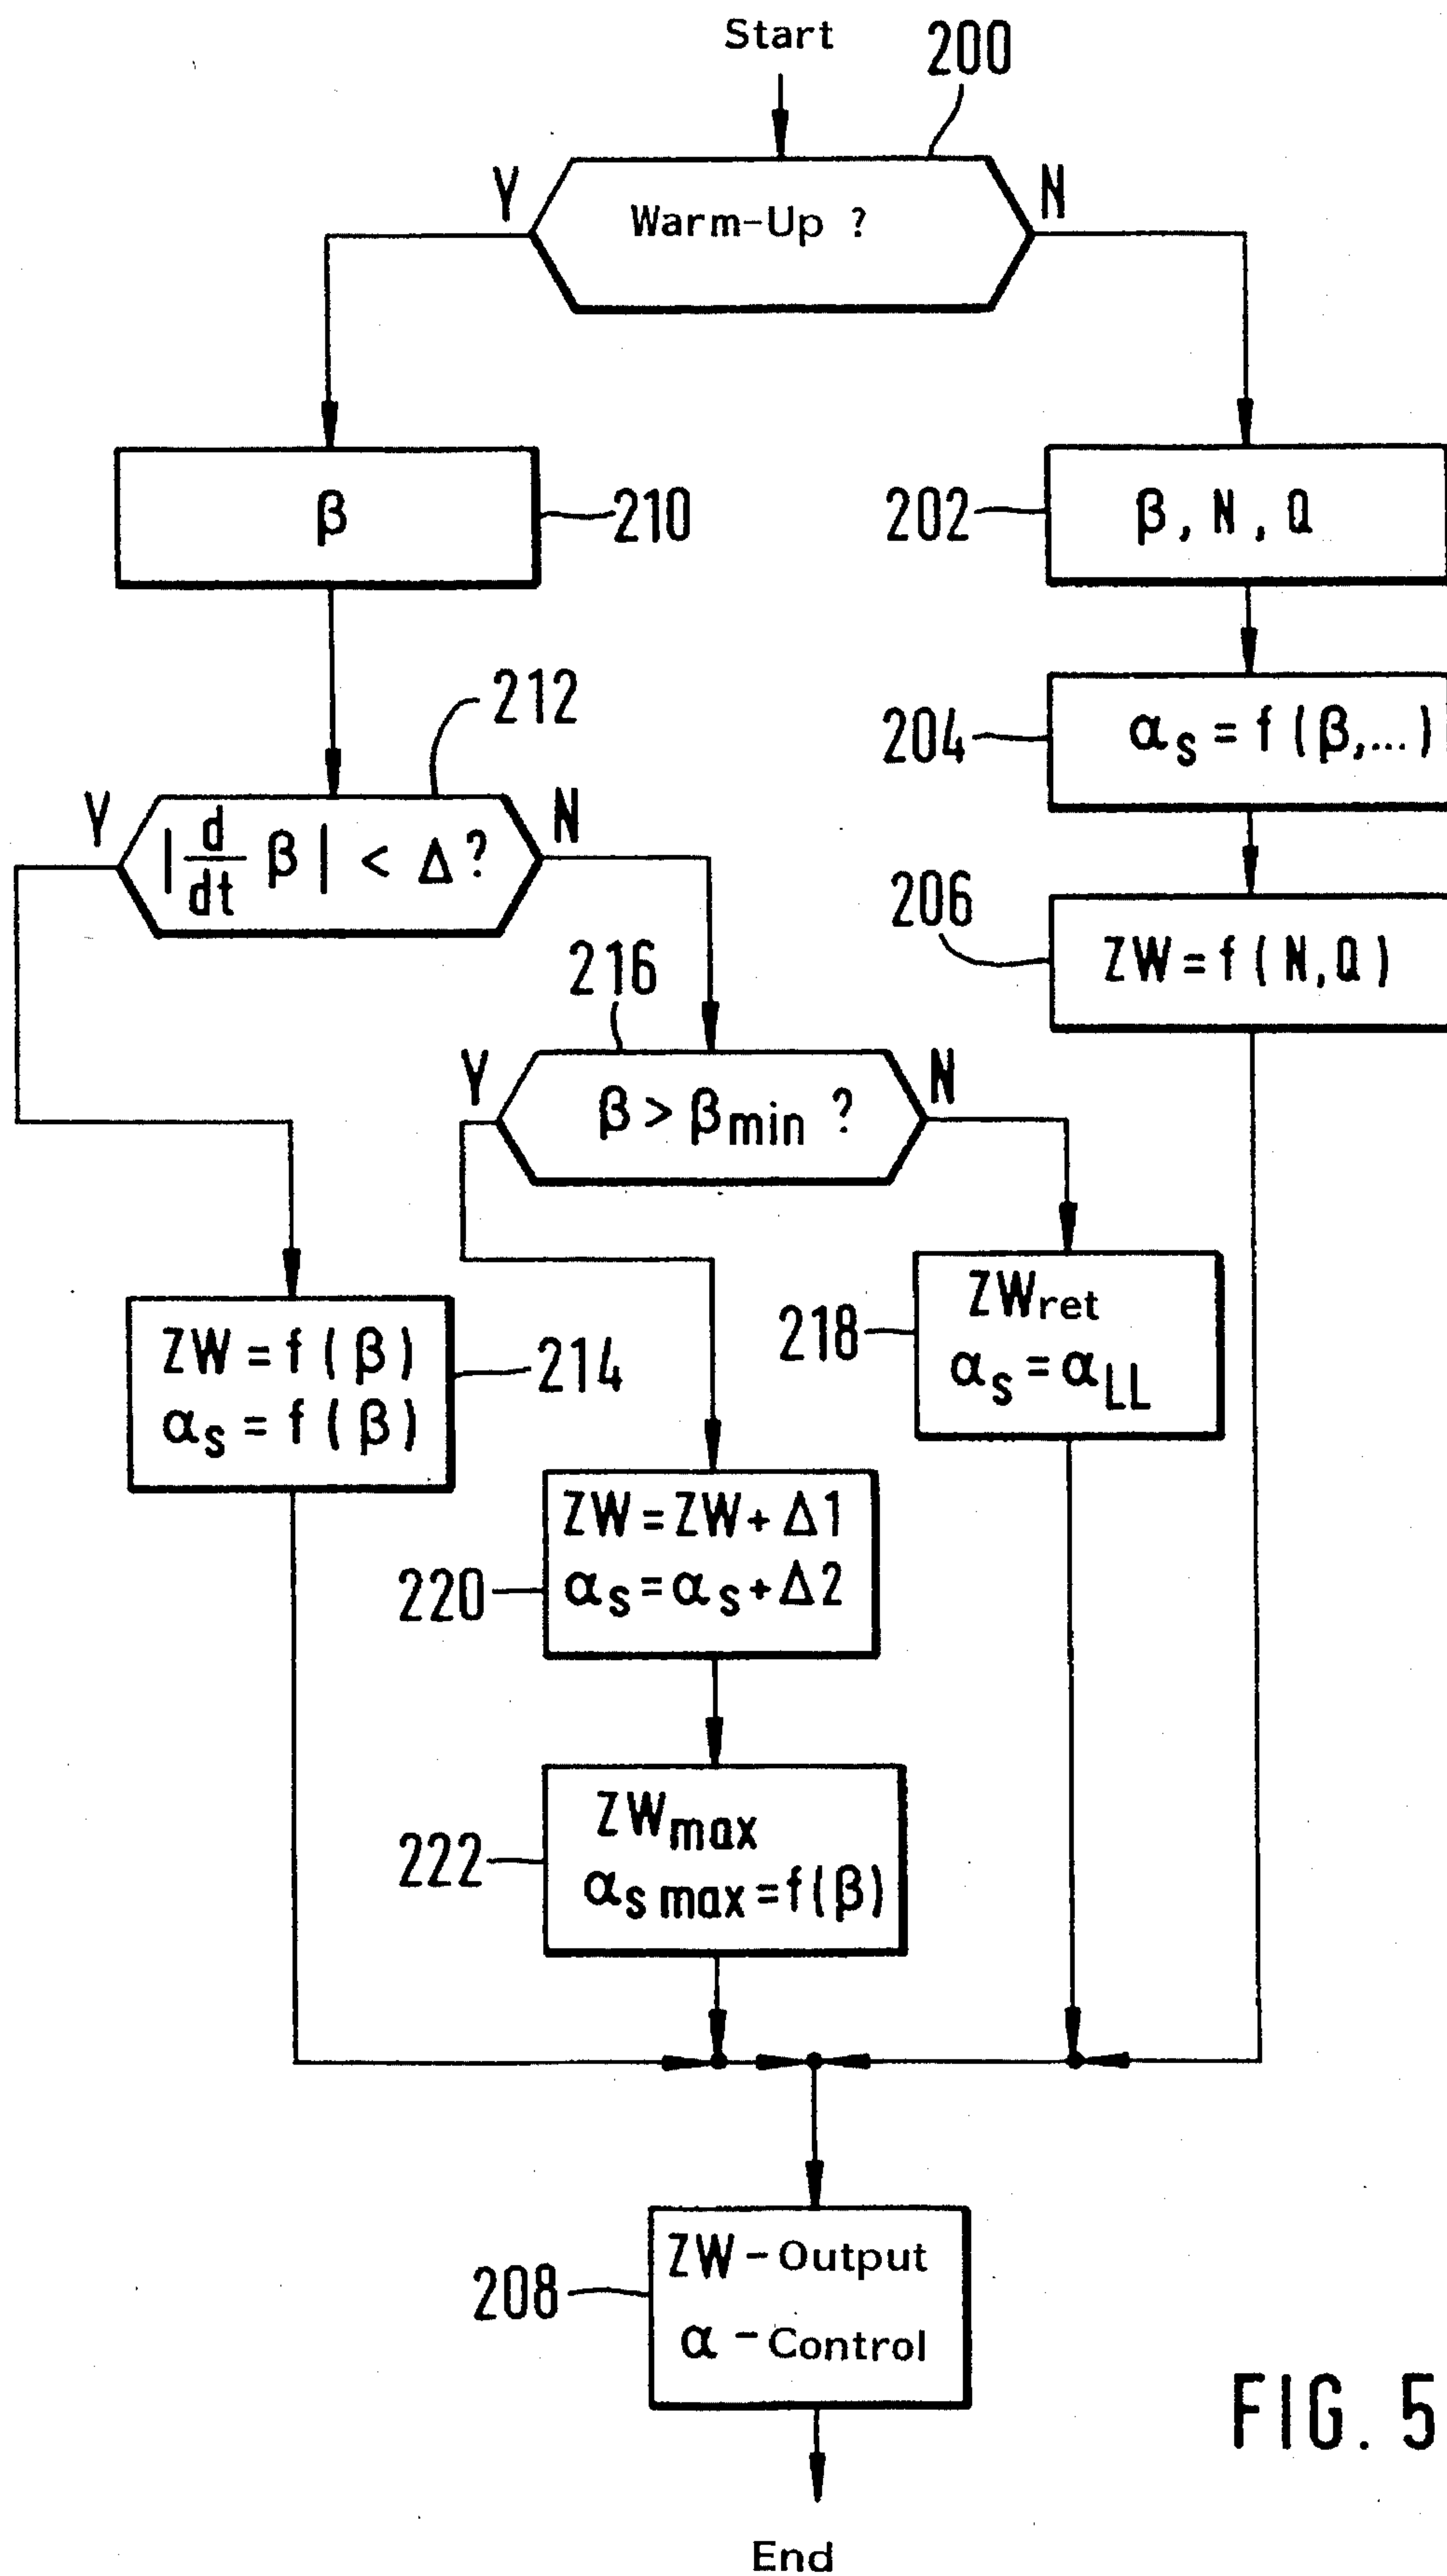 Start
200
Y
Warm-Up ?
N
β
210
202
β, N, Q
212
204
αs = f(β,...)
Y
|d/dt β| < Δ?
N
206
ZW = f(N,Q)
216
Y
β > βmin ?
N
ZW = f(β)
αs = f(β)
214
218
ZWret
αs = αLL
220
ZW = ZW + Δ1
αs = αs + Δ2
222
ZWmax
αs max = f(β)
208
ZW - Output
α - Control
End
FIG. 5